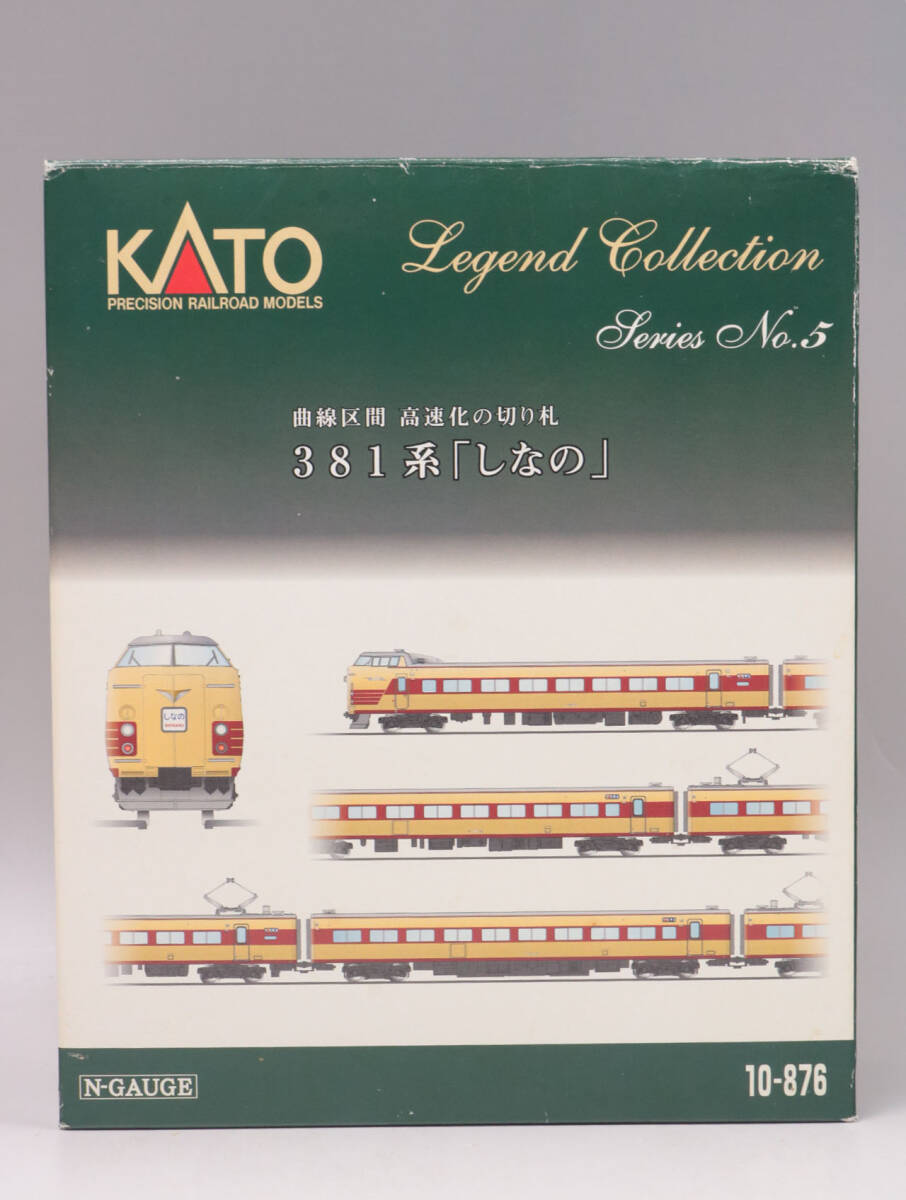 KATO
PRECISION RAILROAD MODELS
Legend Collection
Series No.5
曲線区間 高速化の切り札
381系「しなの」
しなの
N-GAUGE
10-876